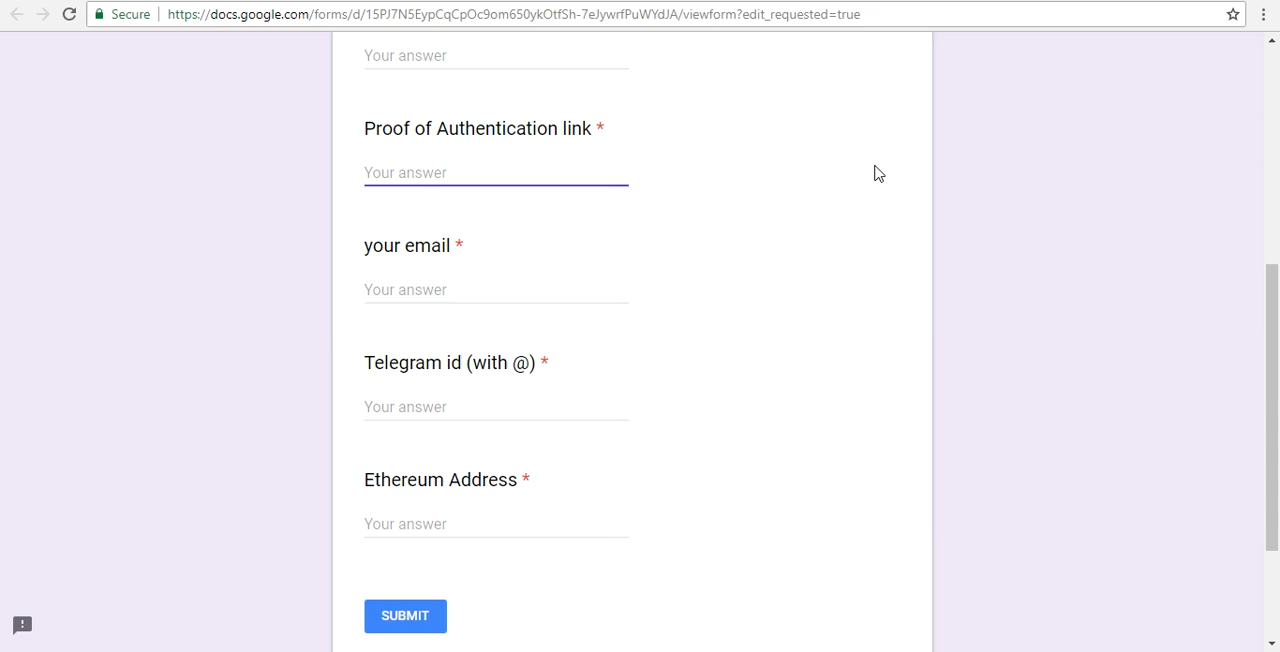 Secure https://docs.google.com/forms/d/15PJ7N5EypCqCpOc9om650ykOtfSh-7eJywrfPuWYdJA/viewform?edit_requested=true
Your answer
Proof of Authentication link *
Your answer
your email *
Your answer
Telegram id (with @) *
Your answer
Ethereum Address *
Your answer
SUBMIT